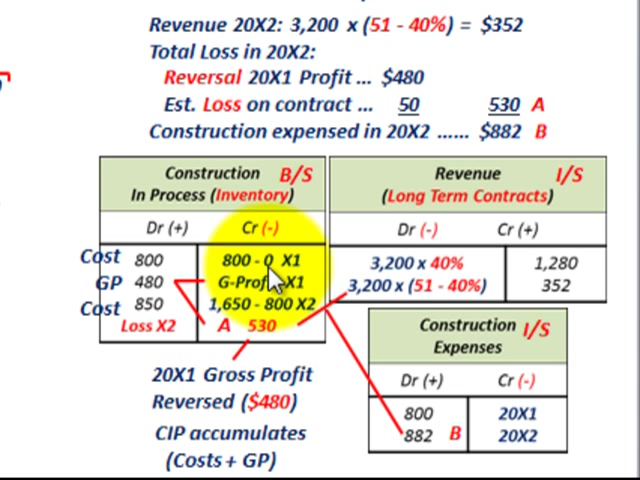 Revenue 20X2: 3,200 x (51 - 40%) = $352
Total Loss in 20X2:
Reversal 20X1 Profit ... $480
Est. Loss on contract ... 50 530 A
Construction expensed in 20X2 ...... $882 B
Construction B/S
In Process (Inventory)
Dr (+) Cr (-)
Cost 800 800 - 0 X1
GP 480 X1
Cost 850 1,650 - 800 X2
Loss X2 A 530
Revenue I/S
(Long Term Contracts)
Dr (-) Cr (+)
3,200 x 40% 1,280
3,200 x (51 - 40%) 352
Construction I/S
Expenses
Dr (+) Cr (-)
800 20X1
882 B 20X2
20X1 Gross Profit
Reversed ($480)
CIP accumulates
(Costs + GP)